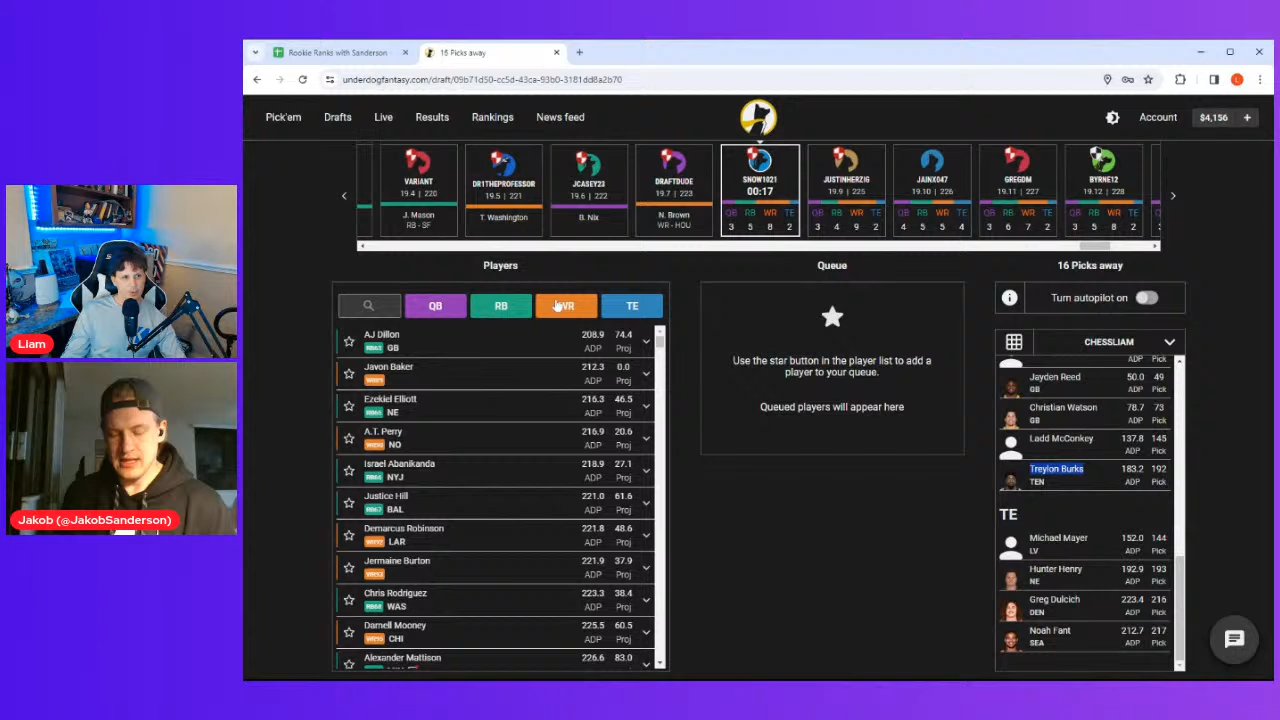 Rookie Ranks with Sanderson
16 Picks away
underdogfantasy.com/draft/09b71d50-cc5d-43ca-93b0-3181dd8a2b70
Pick'em Drafts Live Results Rankings News feed
Account $4,156 +
VARIANT
19.4 | 220
J. Mason
RB - SF
DR1THEPROFESSOR
19.5 | 221
T. Washington
JCASEY23
19.6 | 222
B. Nix
DRAFTDUDE
19.7 | 223
N. Brown
WR - HOU
SNOW1021
00:17
QB RB WR TE
3 5 8 2
JUSTINHERZIG
19.9 | 225
QB RB WR TE
3 4 9 2
JAINX047
19.10 | 226
QB RB WR TE
4 5 5 4
GREGDM
19.11 | 227
QB RB WR TE
3 6 7 2
BYRNE12
19.12 | 228
QB RB WR TE
3 5 8 2
Players
QB RB WR TE
AJ Dillon 208.9 74.4
GB ADP Proj
Javon Baker 212.3 0.0
ADP Proj
Ezekiel Elliott 216.3 46.5
NE ADP Proj
A.T. Perry 216.9 20.6
NO ADP Proj
Israel Abanikanda 218.9 27.1
NYJ ADP Proj
Justice Hill 221.0 61.6
BAL ADP Proj
Demarcus Robinson 221.8 48.6
LAR ADP Proj
Jermaine Burton 221.9 37.9
ADP Proj
Chris Rodriguez 223.3 38.4
WAS ADP Proj
Darnell Mooney 225.5 60.5
CHI ADP Proj
Alexander Mattison 226.6 83.0
Queue
Use the star button in the player list to add a
player to your queue.
Queued players will appear here
16 Picks away
Turn autopilot on
CHESSLIAM
ADP Pick
Jayden Reed 50.0 49
GB ADP Pick
Christian Watson 78.7 73
GB ADP Pick
Ladd McConkey 137.8 145
ADP Pick
Treylon Burks 183.2 192
TEN ADP Pick
TE
Michael Mayer 152.0 144
LV ADP Pick
Hunter Henry 192.9 193
NE ADP Pick
Greg Dulcich 223.4 216
DEN ADP Pick
Noah Fant 212.7 217
SEA ADP Pick
Liam
Jakob (@JakobSanderson)